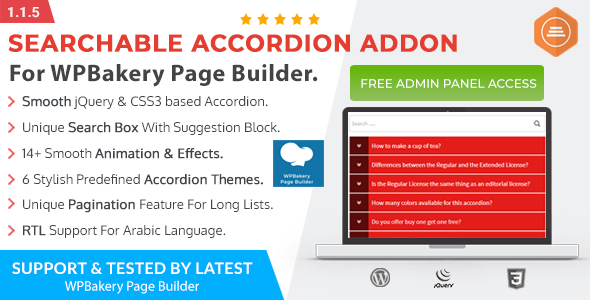 1.1.5
SEARCHABLE ACCORDION ADDON
For WPBakery Page Builder.
Smooth jQuery & CSS3 based Accordion.
Unique Search Box With Suggestion Block.
14+ Smooth Animation & Effects.
6 Stylish Predefined Accordion Themes.
Unique Pagination Feature For Long Lists.
RTL Support For Arabic Language.
SUPPORT & TESTED BY LATEST
WPBakery Page Builder
WPBakery
Page Builder
FREE ADMIN PANEL ACCESS
Search .....
How to make a cup of tea?
Differences between the Regular and the Extended License?
Is the Regular License the same thing as an editorial license?
How many colors available for this accordion?
Do you offer buy one get one free?
jQuery
3